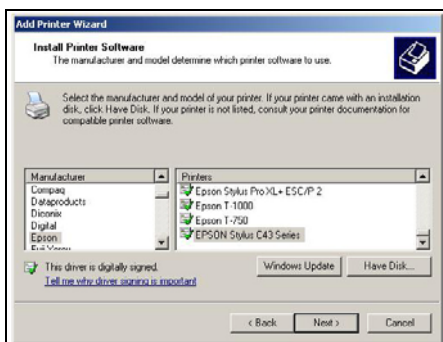 Add Printer Wizard
Install Printer Software
The manufacturer and model determine which printer software to use.
Select the manufacturer and model of your printer. If your printer came with an installation
disk, click Have Disk. If your printer is not listed, consult your printer documentation for
compatible printer software.
Manufacturer
Compaq
Dataproducts
Diconix
Digital
Epson
Fuji Xerox
Printers
Epson Stylus Pro XL+ ESC/P 2
Epson T-1000
Epson T-750
EPSON Stylus C43 Series
This driver is digitally signed.
Tell me why driver signing is important
Windows Update
Have Disk...
< Back
Next >
Cancel